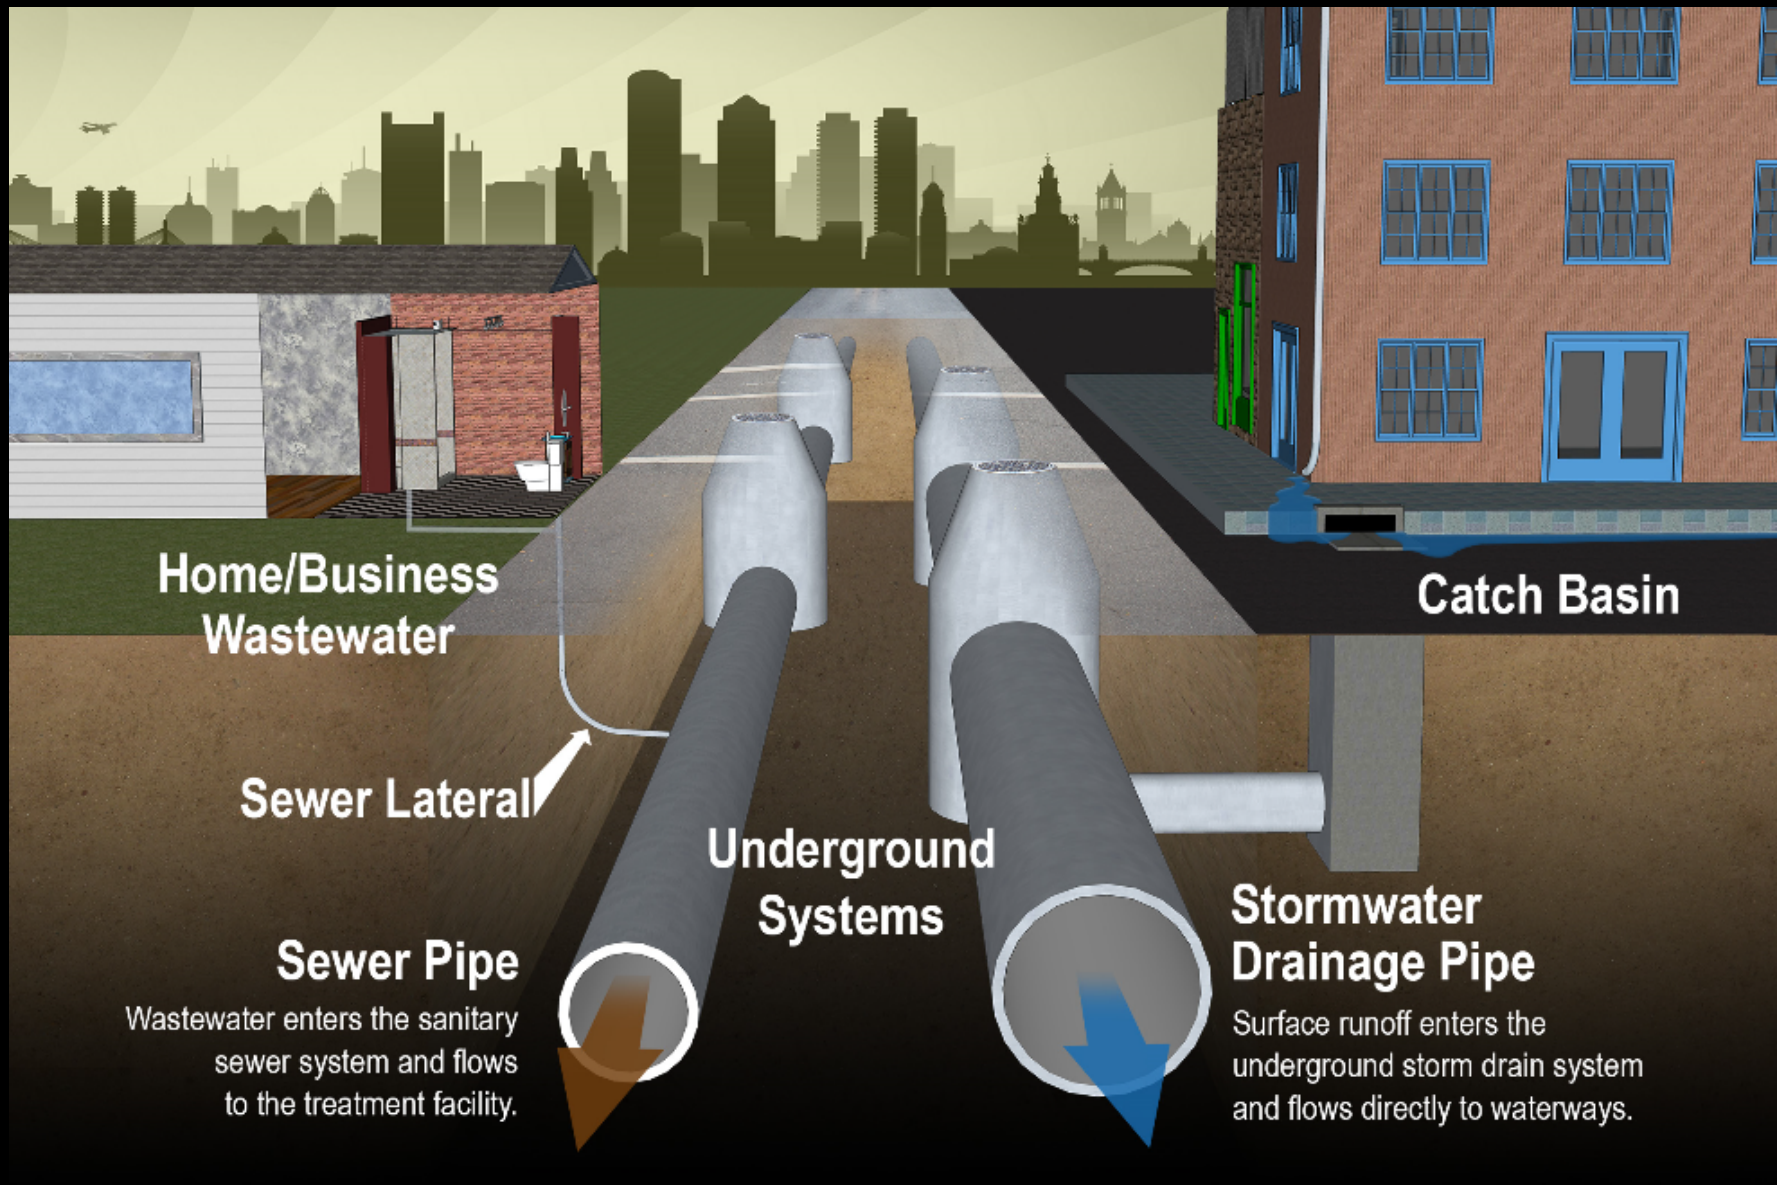 Home/Business
Wastewater
Catch Basin
Sewer Lateral
Underground
Systems
Sewer Pipe
Wastewater enters the sanitary
sewer system and flows
to the treatment facility.
Stormwater
Drainage Pipe
Surface runoff enters the
underground storm drain system
and flows directly to waterways.